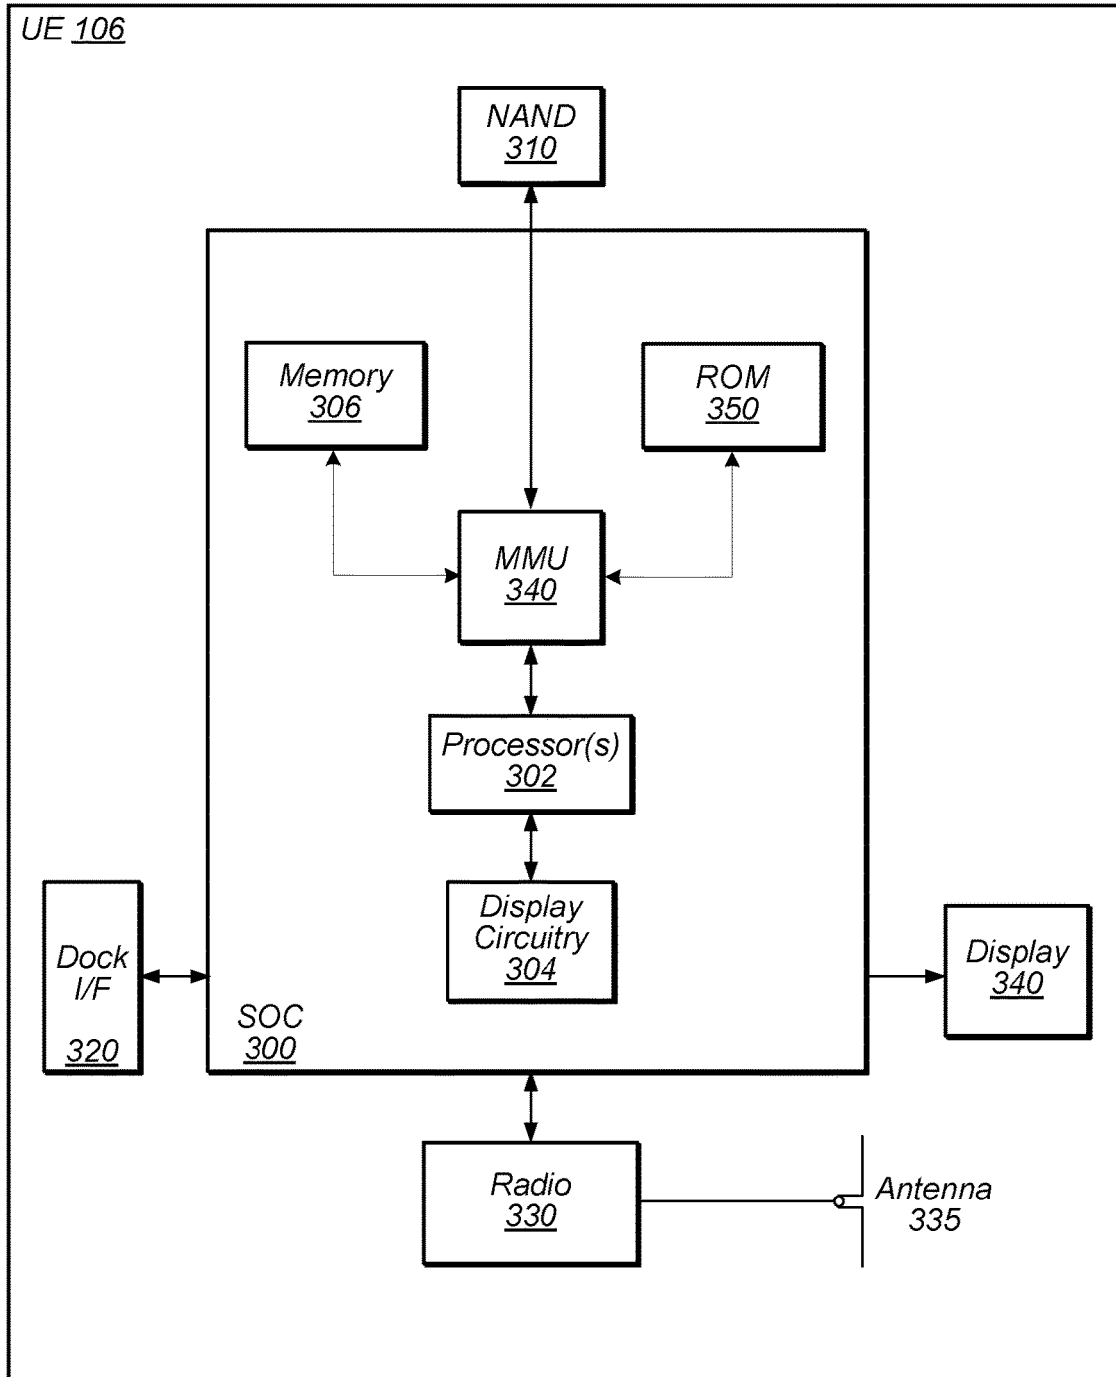 UE 106
NAND
310
Memory
306
ROM
350
MMU
340
Processor(s)
302
Display
Circuitry
304
Dock
I/F
320
SOC
300
Display
340
Radio
330
Antenna
335